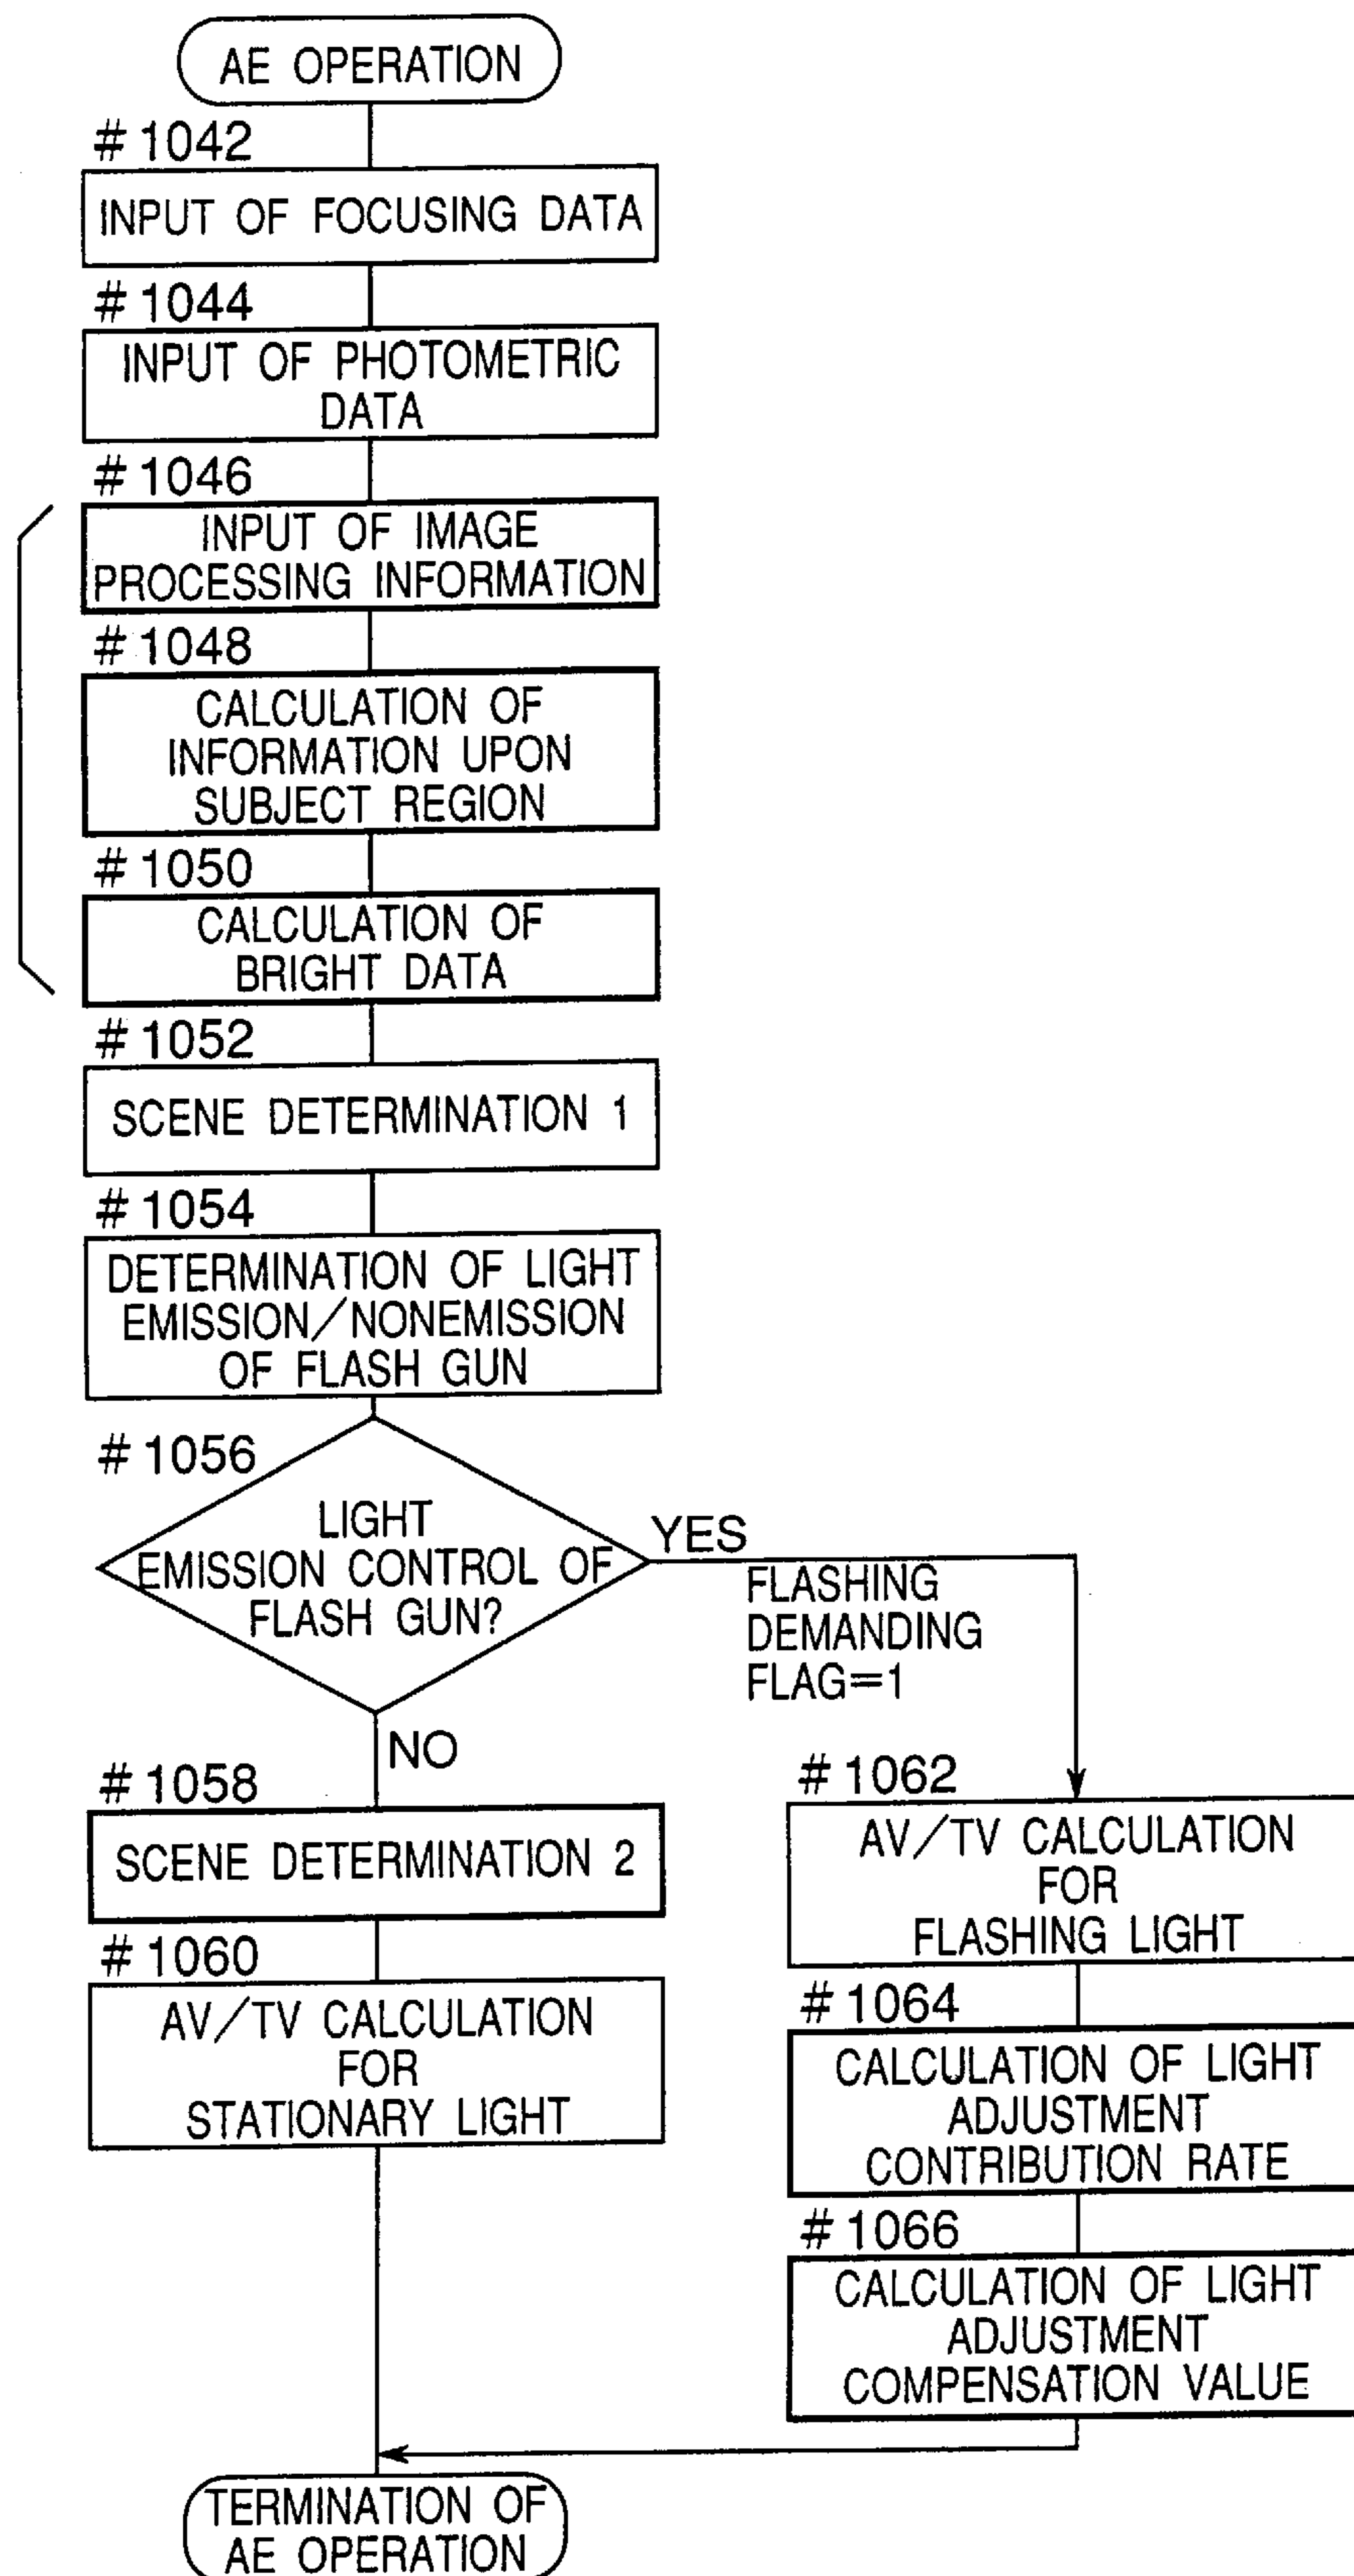 AE OPERATION
#1042
INPUT OF FOCUSING DATA
#1044
INPUT OF PHOTOMETRIC
DATA
#1046
INPUT OF IMAGE
PROCESSING INFORMATION
#1048
CALCULATION OF
INFORMATION UPON
SUBJECT REGION
#1050
CALCULATION OF
BRIGHT DATA
#1052
SCENE DETERMINATION 1
#1054
DETERMINATION OF LIGHT
EMISSION/NONEMISSION
OF FLASH GUN
#1056
LIGHT
EMISSION CONTROL OF
FLASH GUN?
YES
FLASHING
DEMANDING
FLAG=1
NO
#1058
SCENE DETERMINATION 2
#1060
AV/TV CALCULATION
FOR
STATIONARY LIGHT
#1062
AV/TV CALCULATION
FOR
FLASHING LIGHT
#1064
CALCULATION OF LIGHT
ADJUSTMENT
CONTRIBUTION RATE
#1066
CALCULATION OF LIGHT
ADJUSTMENT
COMPENSATION VALUE
TERMINATION OF
AE OPERATION